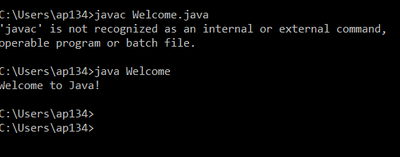 C:\Users\ap134>javac Welcome.java
'javac' is not recognized as an internal or external command,
operable program or batch file.
C:\Users\ap134>java Welcome
Welcome to Java!
C:\Users\ap134>
C:\Users\ap134>